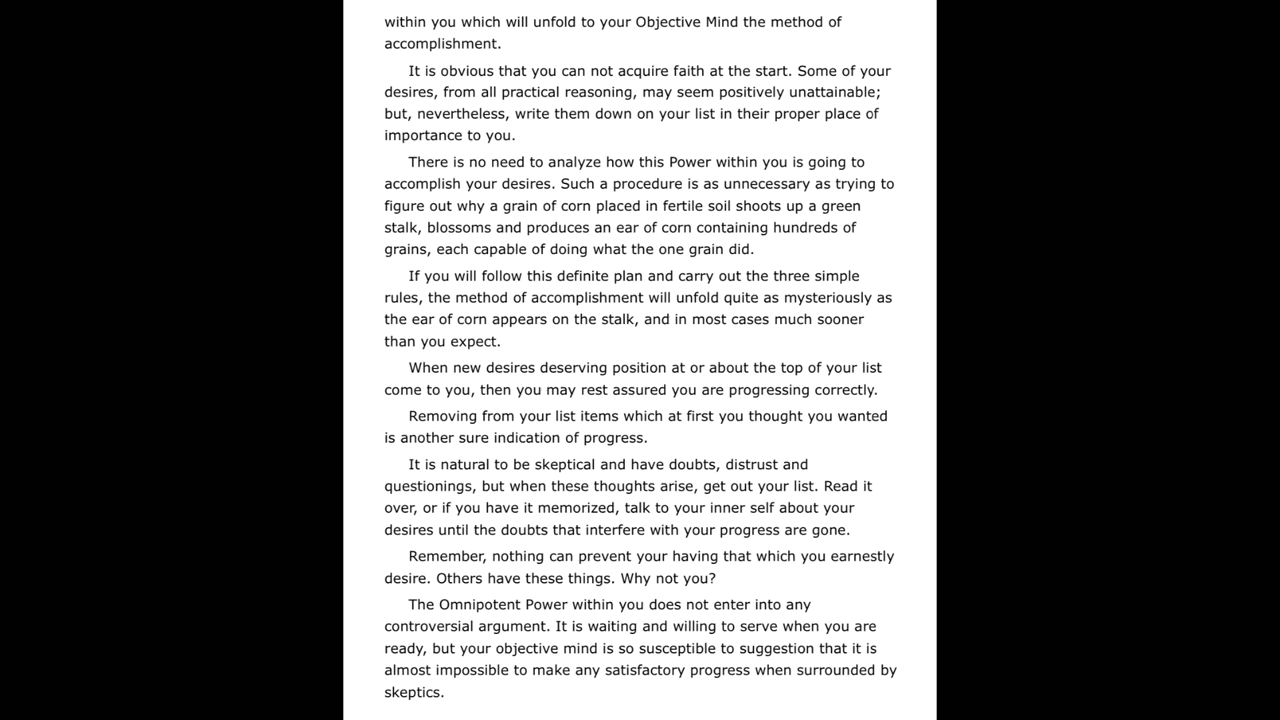 within you which will unfold to your Objective Mind the method of
accomplishment.
It is obvious that you can not acquire faith at the start. Some of your
desires, from all practical reasoning, may seem positively unattainable;
but, nevertheless, write them down on your list in their proper place of
importance to you.
There is no need to analyze how this Power within you is going to
accomplish your desires. Such a procedure is as unnecessary as trying to
figure out why a grain of corn placed in fertile soil shoots up a green
stalk, blossoms and produces an ear of corn containing hundreds of
grains, each capable of doing what the one grain did.
If you will follow this definite plan and carry out the three simple
rules, the method of accomplishment will unfold quite as mysteriously as
the ear of corn appears on the stalk, and in most cases much sooner
than you expect.
When new desires deserving position at or about the top of your list
come to you, then you may rest assured you are progressing correctly.
Removing from your list items which at first you thought you wanted
is another sure indication of progress.
It is natural to be skeptical and have doubts, distrust and
questionings, but when these thoughts arise, get out your list. Read it
over, or if you have it memorized, talk to your inner self about your
desires until the doubts that interfere with your progress are gone.
Remember, nothing can prevent your having that which you earnestly
desire. Others have these things. Why not you?
The Omnipotent Power within you does not enter into any
controversial argument. It is waiting and willing to serve when you are
ready, but your objective mind is so susceptible to suggestion that it is
almost impossible to make any satisfactory progress when surrounded by
skeptics.